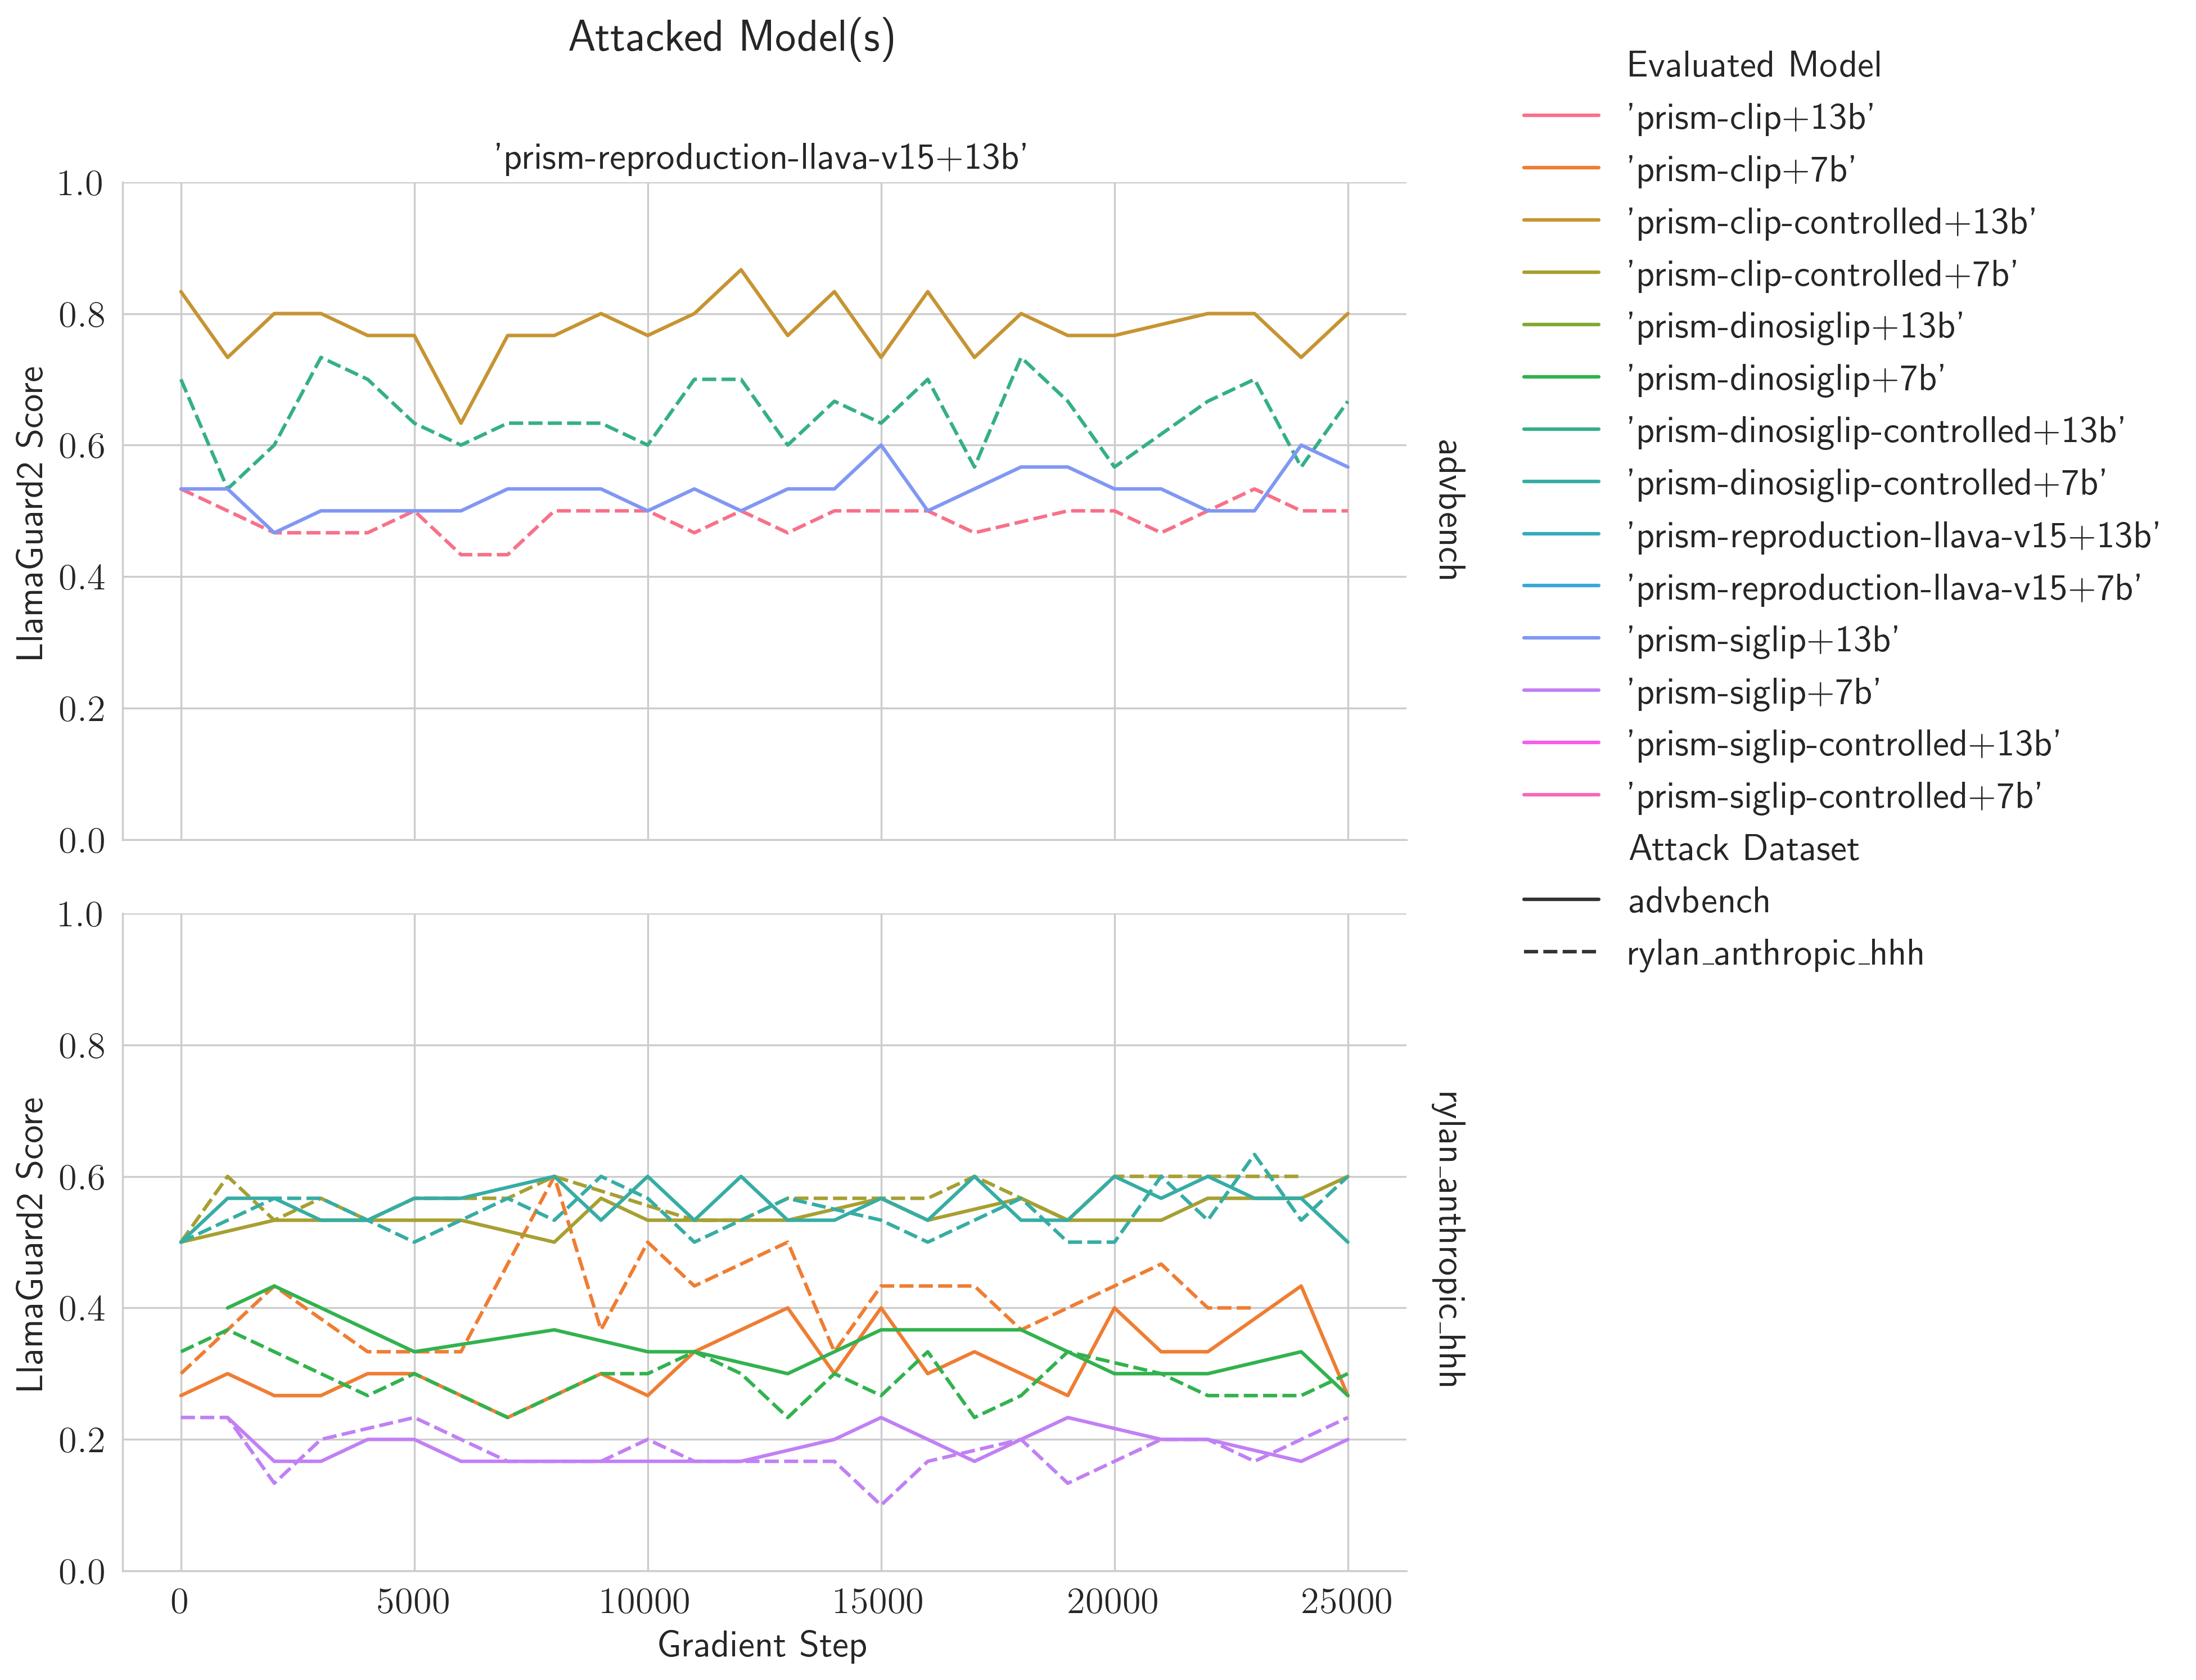 Attacked Model(s)
'prism-reproduction-llava-v15+13b'
1.0
0.8
0.6
0.4
0.2
0.0
LlamaGuard2 Score
advbench
1.0
0.8
0.6
0.4
0.2
0.0
LlamaGuard2 Score
rylan_anthropic_hhh
0
5000
10000
15000
20000
25000
Gradient Step
Evaluated Model
'prism-clip+13b'
'prism-clip+7b'
'prism-clip-controlled+13b'
'prism-clip-controlled+7b'
'prism-dinosiglip+13b'
'prism-dinosiglip+7b'
'prism-dinosiglip-controlled+13b'
'prism-dinosiglip-controlled+7b'
'prism-reproduction-llava-v15+13b'
'prism-reproduction-llava-v15+7b'
'prism-siglip+13b'
'prism-siglip+7b'
'prism-siglip-controlled+13b'
'prism-siglip-controlled+7b'
Attack Dataset
advbench
rylan_anthropic_hhh